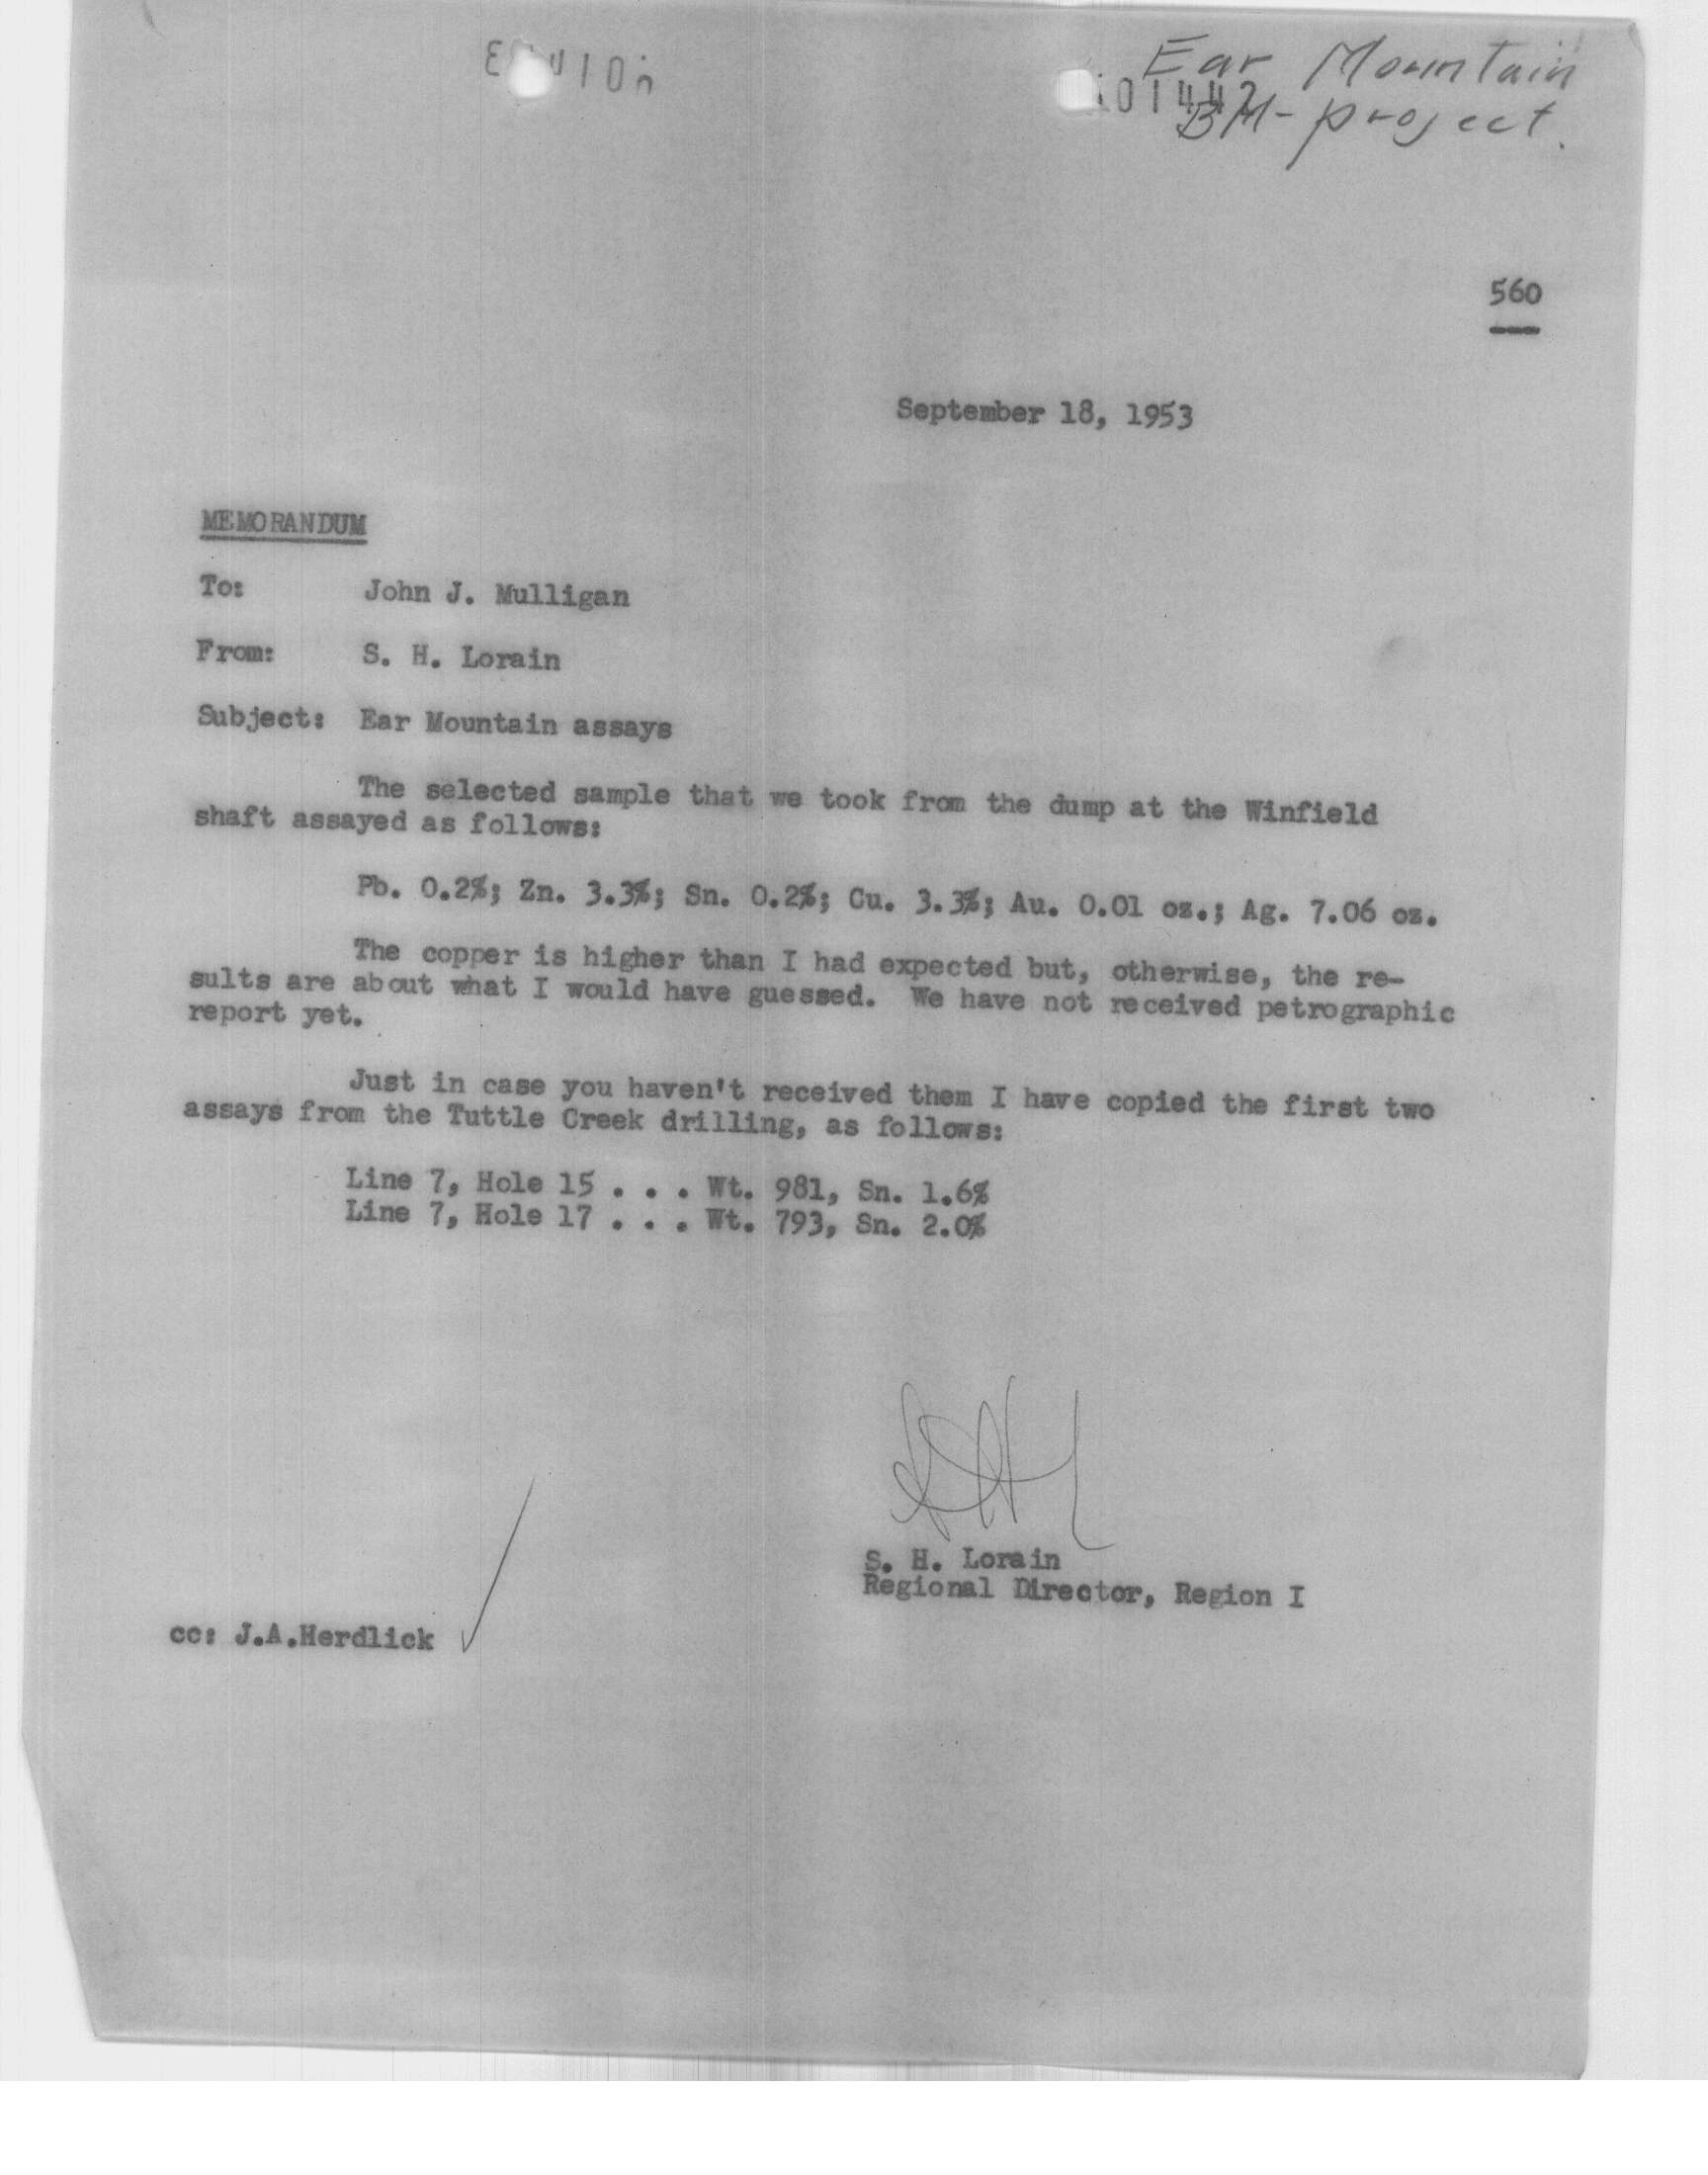 Ear Mountain
BM-project.
560
September 18, 1953
MEMORANDUM
To: John J. Mulligan
From: S. H. Lorain
Subject: Ear Mountain assays
The selected sample that we took from the dump at the Winfield
shaft assayed as follows:
Pb. 0.2%; Zn. 3.3%; Sn. 0.2%; Cu. 3.3%; Au. 0.01 oz.; Ag. 7.06 oz.
The copper is higher than I had expected but, otherwise, the re-
sults are about what I would have guessed. We have not received petrographic
report yet.
Just in case you haven't received them I have copied the first two
assays from the Tuttle Creek drilling, as follows:
Line 7, Hole 15 . . . Wt. 981, Sn. 1.6%
Line 7, Hole 17 . . . Wt. 793, Sn. 2.0%
S. H. Lorain
Regional Director, Region I
cc: J.A.Herdlick